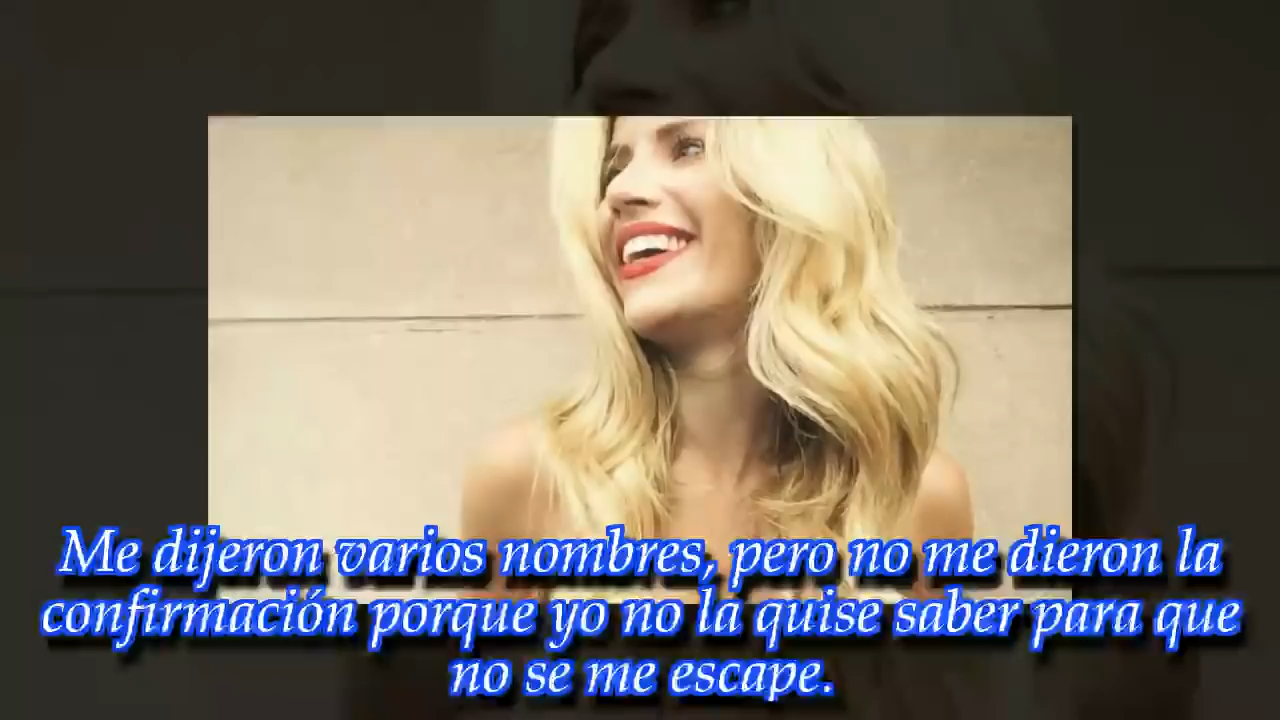 Me dijeron varios nombres, pero no me dieron la
confirmación porque yo no la quise saber para que
no se me escape.